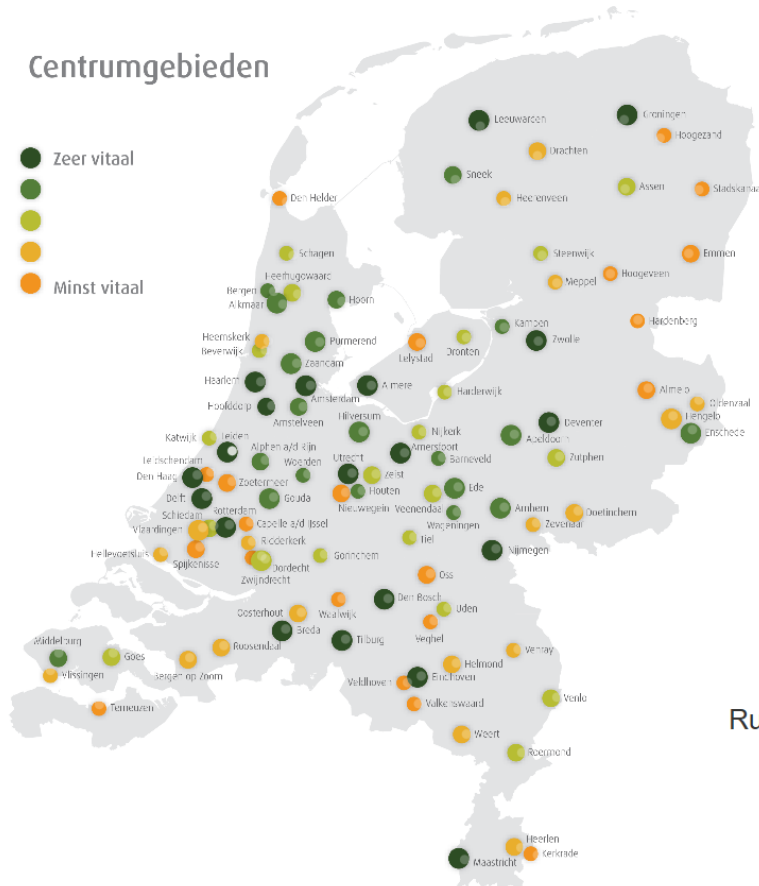 Centrumgebieden
Zeer vitaal
Minst vitaal
Leeuwarden
Groningen
Hoogezand
Drachten
Sneek
Assen
Stadskanaa
Den Helder
Heerenveen
Schagen
Steenwijk
Emmen
Heerhugowaard
Meppel
Hoogeveen
Bergen
Alkmaar
Hoorn
Hardenberg
Kampen
Heemskerk
Beverwijk
Purmerend
Lelystad
Dronten
Zwolle
Zaandam
Haarlem
Amsterdam
Almere
Harderwijk
Almelo
Oldenzaal
Hoofddorp
Amstelveen
Hengelo
Hilversum
Deventer
Enschede
Katwijk
Leiden
Nijkerk
Apeldoorn
Alphen a/d Rijn
Amersfoort
Leidschendam
Woerden
Utrecht
Barneveld
Zutphen
Den Haag
Zoetermeer
Zeist
Delft
Gouda
Houten
Ede
Nieuwegein
Veenendaal
Rotterdam
Schiedam
Arnhem
Doetinchem
Vlaardingen
Capelle a/d IJssel
Wageningen
Zevenaar
Ridderkerk
Tiel
Hellevoetsluis
Spijkenisse
Gorinchem
Nijmegen
Dordecht
Zwijndrecht
Oss
Oosterhout
Waalwijk
Den Bosch
Uden
Breda
Veghel
Middelburg
Tilburg
Goes
Roosendaal
Venray
Vlissingen
Bergen op Zoom
Helmond
Veldhoven
Eindhoven
Terneuzen
Valkenswaard
Venlo
Ru
Weert
Roermond
Heerlen
Kerkrade
Maastricht